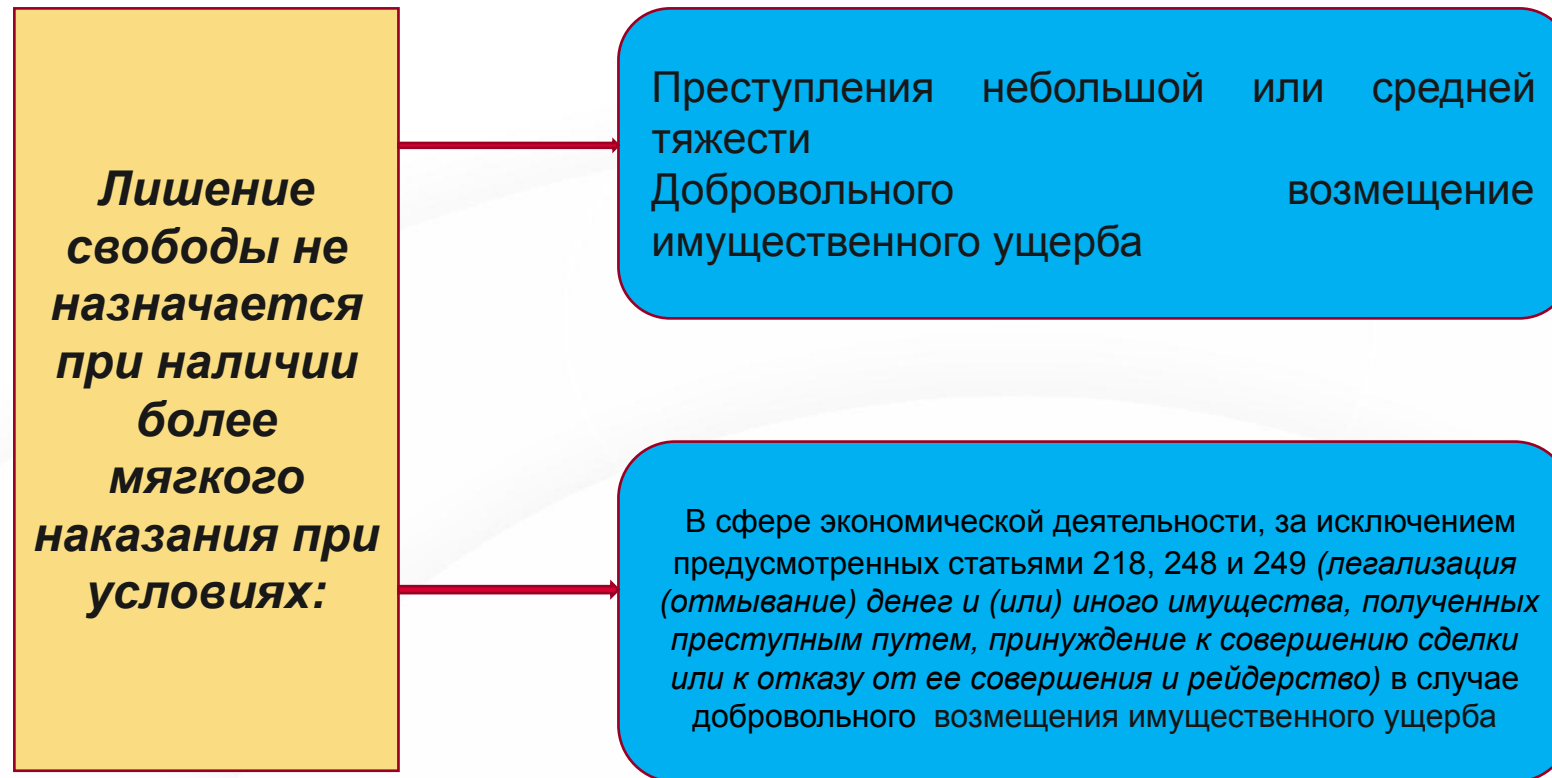 Лишение
свободы не
назначается
при наличии
более
мягкого
наказания при
условиях:
Преступления небольшой или средней
тяжести
Добровольного возмещение
имущественного ущерба
В сфере экономической деятельности, за исключением
предусмотренных статьями 218, 248 и 249 (легализация
(отмывание) денег и (или) иного имущества, полученных
преступным путем, принуждение к совершению сделки
или к отказу от ее совершения и рейдерство) в случае
добровольного возмещения имущественного ущерба